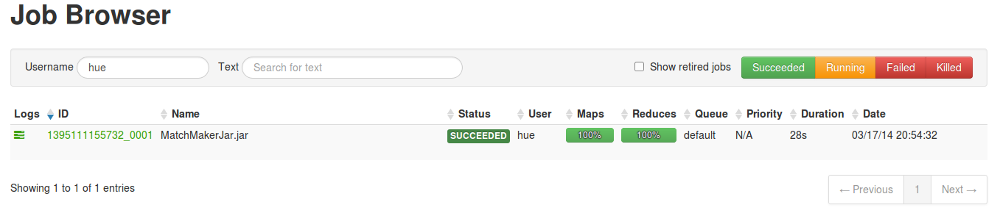 Job Browser
Username hue Text Search for text Show retired jobs Succeeded Running Failed Killed
Logs ID Name Status User Maps Reduces Queue Priority Duration Date
1395111155732_0001 MatchMakerJar.jar SUCCEEDED hue 100% 100% default N/A 28s 03/17/14 20:54:32
Showing 1 to 1 of 1 entries ← Previous 1 Next →